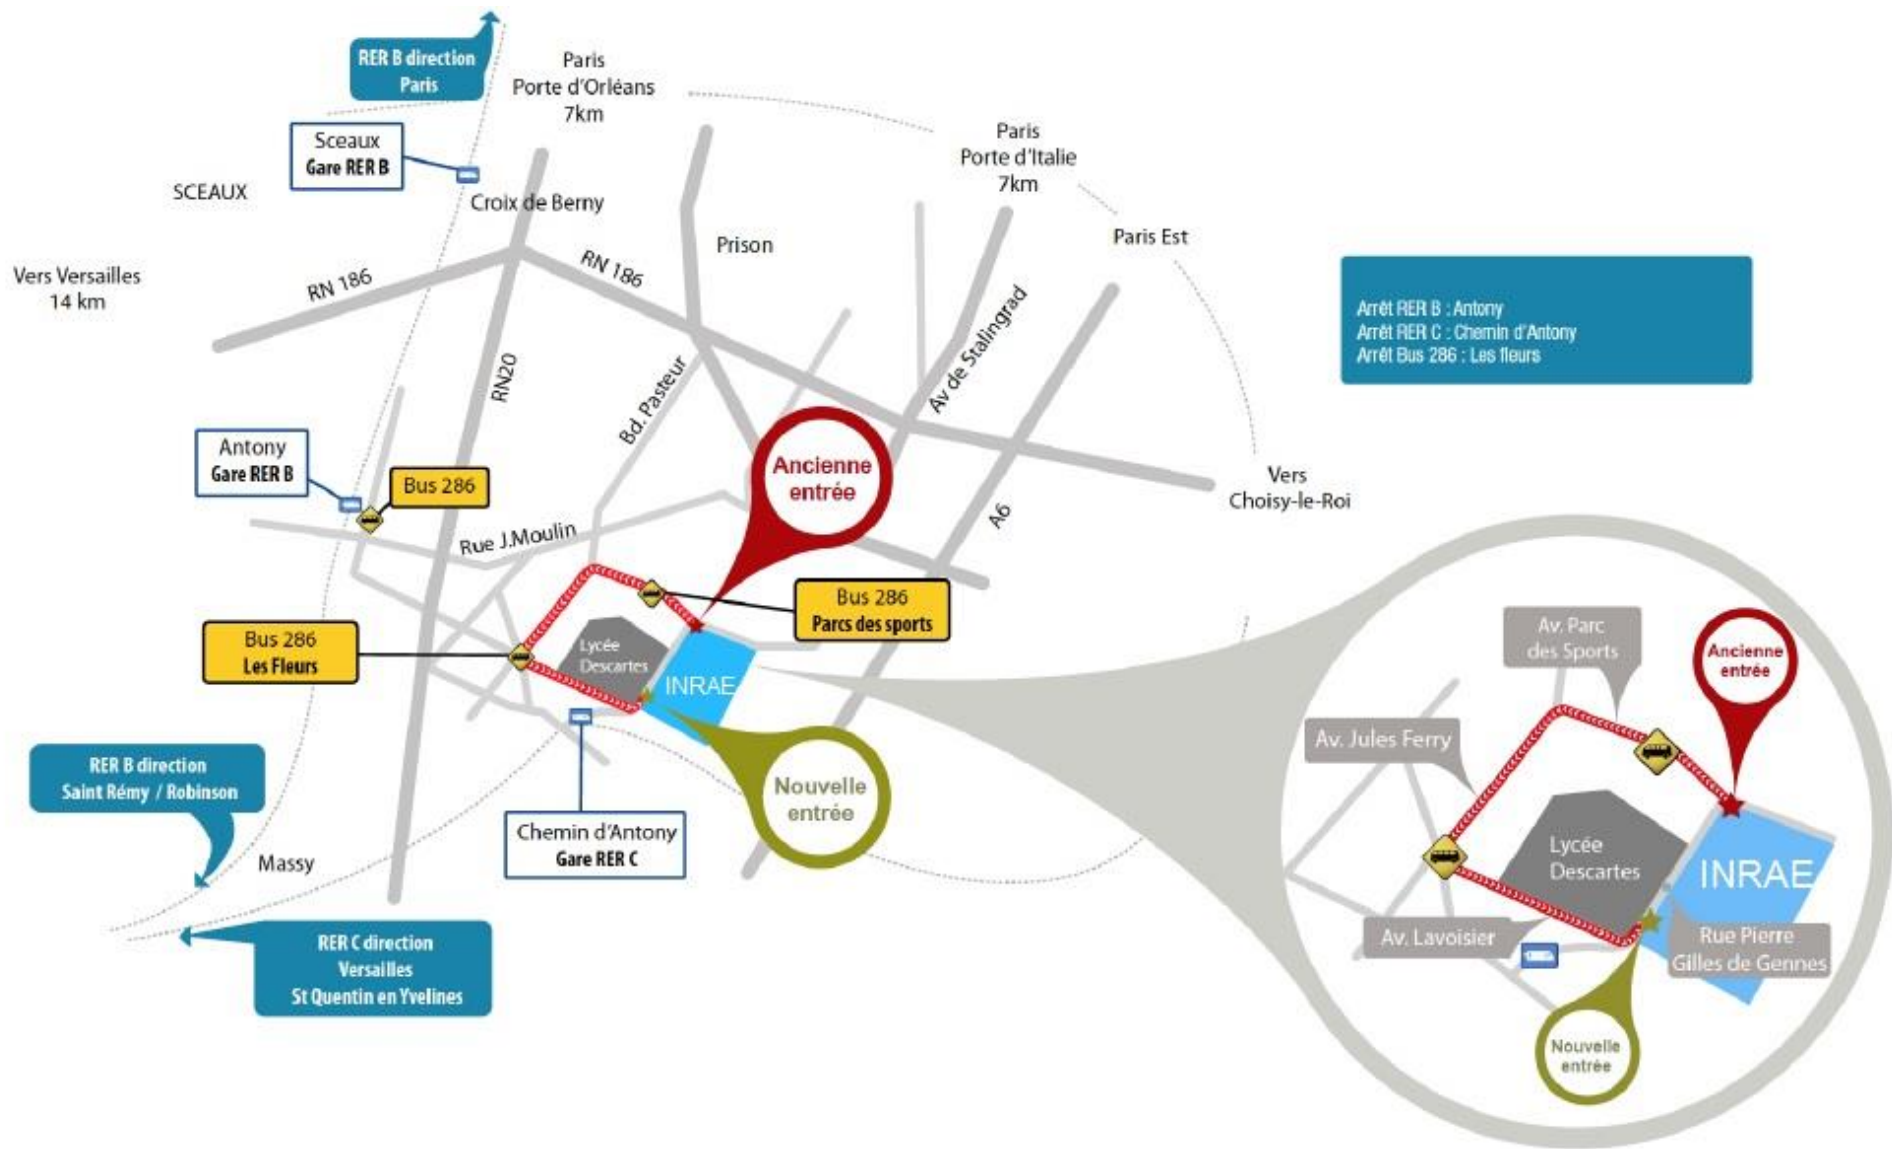 RER B direction
Paris
Paris
Porte d'Orléans
7km
Sceaux
Gare RER B
Paris
Porte d'Italie
7km
SCEAUX
Croix de Berny
Prison
Paris Est
Vers Versailles
14 km
RN 186
RN 186
Arrêt RER B : Antony
Arrêt RER C : Chemin d'Antony
Arrêt Bus 286 : Les fleurs
RN20
Bd. Pasteur
Av de Stalingrad
Antony
Gare RER B
Bus 286
Ancienne
entrée
Vers
Choisy-le-Roi
A6
Rue J.Moulin
Bus 286
Parcs des sports
Bus 286
Les Fleurs
Lycée
Descartes
INRAE
RER B direction
Saint Rémy / Robinson
Nouvelle
entrée
Chemin d'Antony
Gare RER C
Massy
RER C direction
Versailles
St Quentin en Yvelines
Av. Parc
des Sports
Ancienne
entrée
Av. Jules Ferry
Lycée
Descartes
INRAE
Av. Lavoisier
Rue Pierre
Gilles de Gennes
Nouvelle
entrée